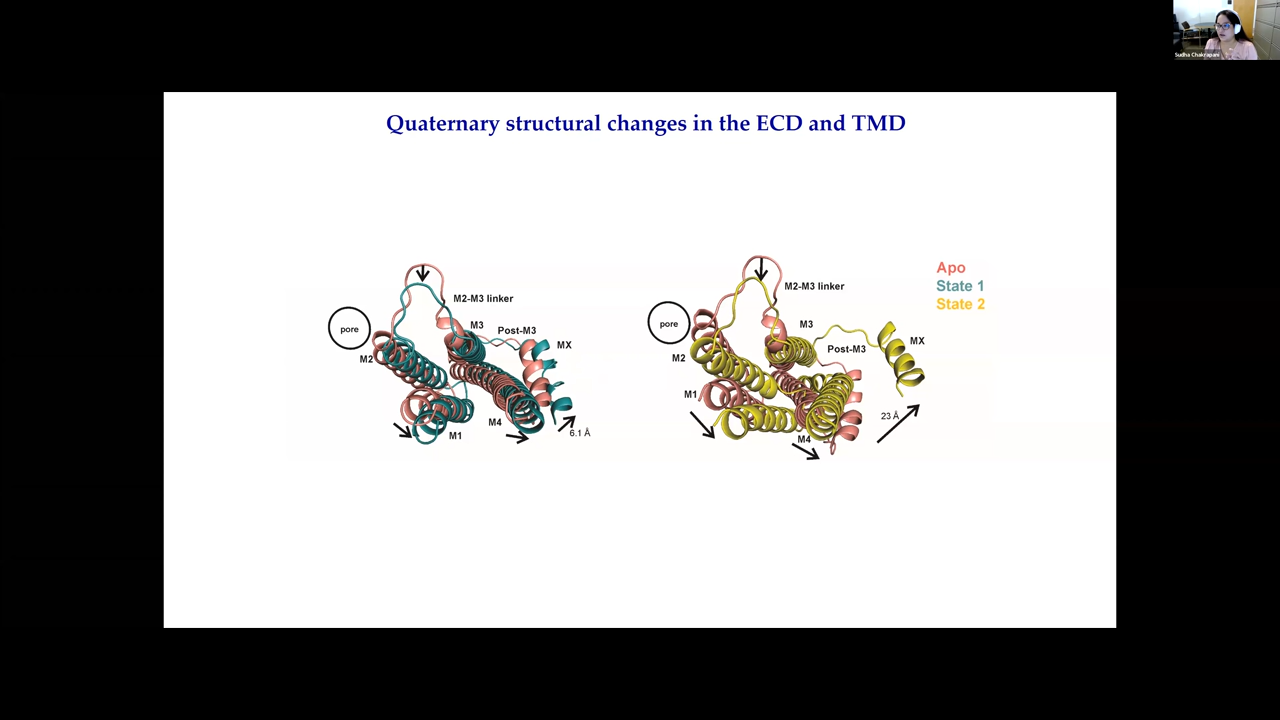 Sudha Chakrapani
Quaternary structural changes in the ECD and TMD
M2-M3 linker
pore
M3
Post-M3
MX
M2
M4
M1
6.1 Å
M2-M3 linker
pore
M3
Post-M3
MX
M2
M1
M4
23 Å
Apo
State 1
State 2